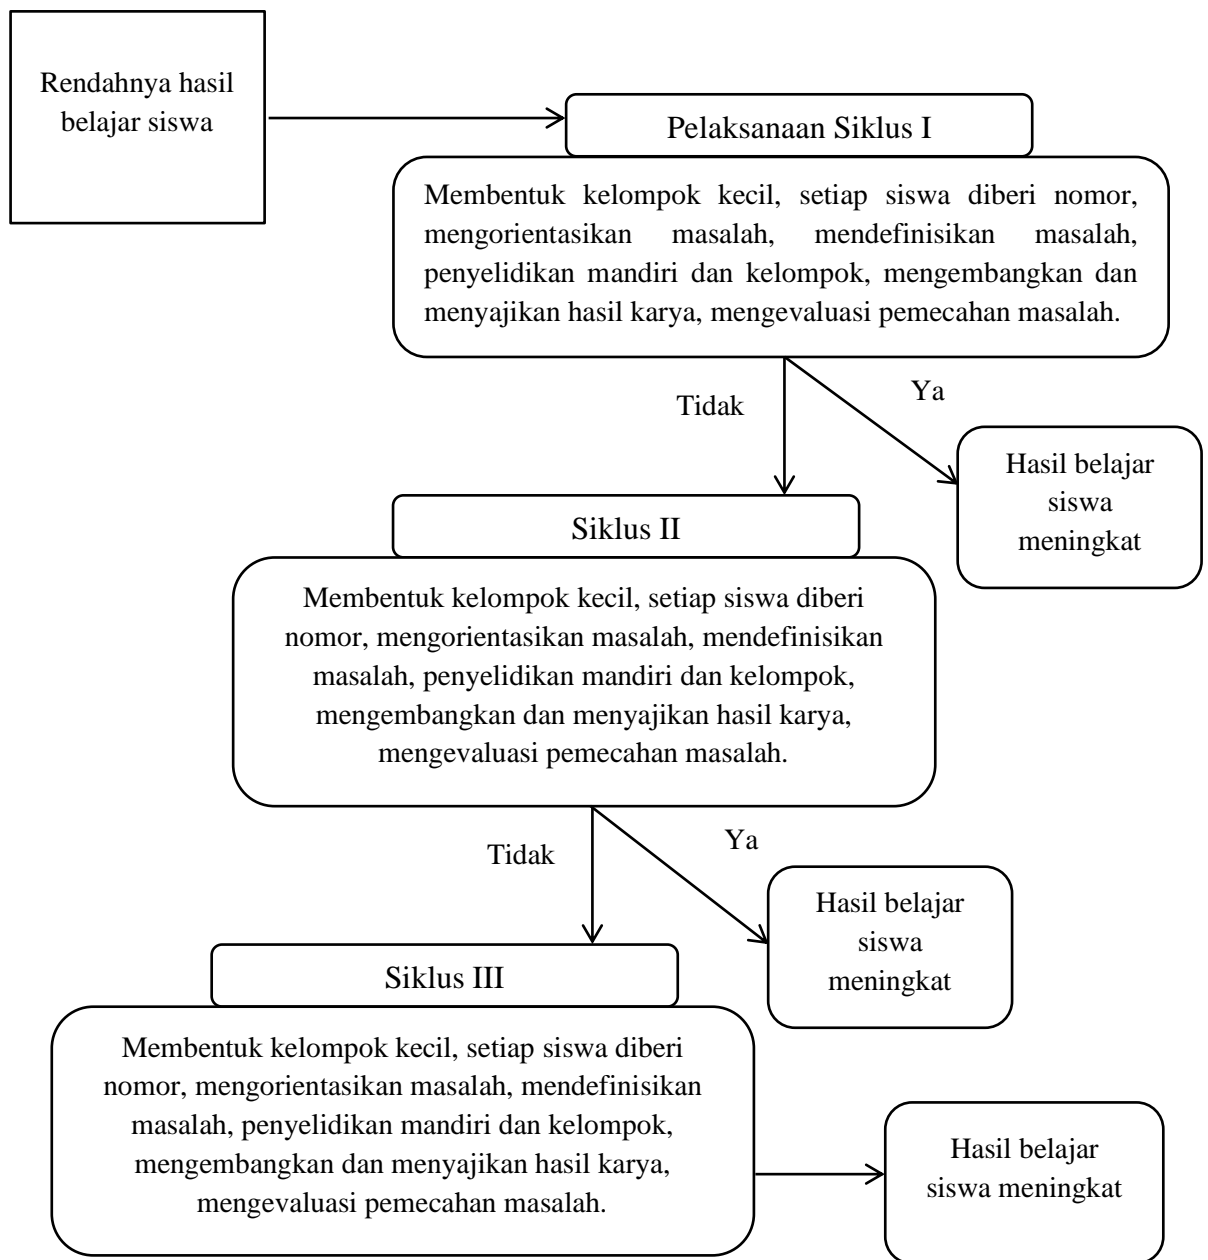 Rendahnya hasil
belajar siswa
Pelaksanaan Siklus I
Membentuk kelompok kecil, setiap siswa diberi nomor,
mengorientasikan masalah, mendefinisikan masalah,
penyelidikan mandiri dan kelompok, mengembangkan dan
menyajikan hasil karya, mengevaluasi pemecahan masalah.
Tidak
Ya
Hasil belajar
siswa
meningkat
Siklus II
Membentuk kelompok kecil, setiap siswa diberi
nomor, mengorientasikan masalah, mendefinisikan
masalah, penyelidikan mandiri dan kelompok,
mengembangkan dan menyajikan hasil karya,
mengevaluasi pemecahan masalah.
Tidak
Ya
Hasil belajar
siswa
meningkat
Siklus III
Membentuk kelompok kecil, setiap siswa diberi
nomor, mengorientasikan masalah, mendefinisikan
masalah, penyelidikan mandiri dan kelompok,
mengembangkan dan menyajikan hasil karya,
mengevaluasi pemecahan masalah.
Hasil belajar
siswa meningkat